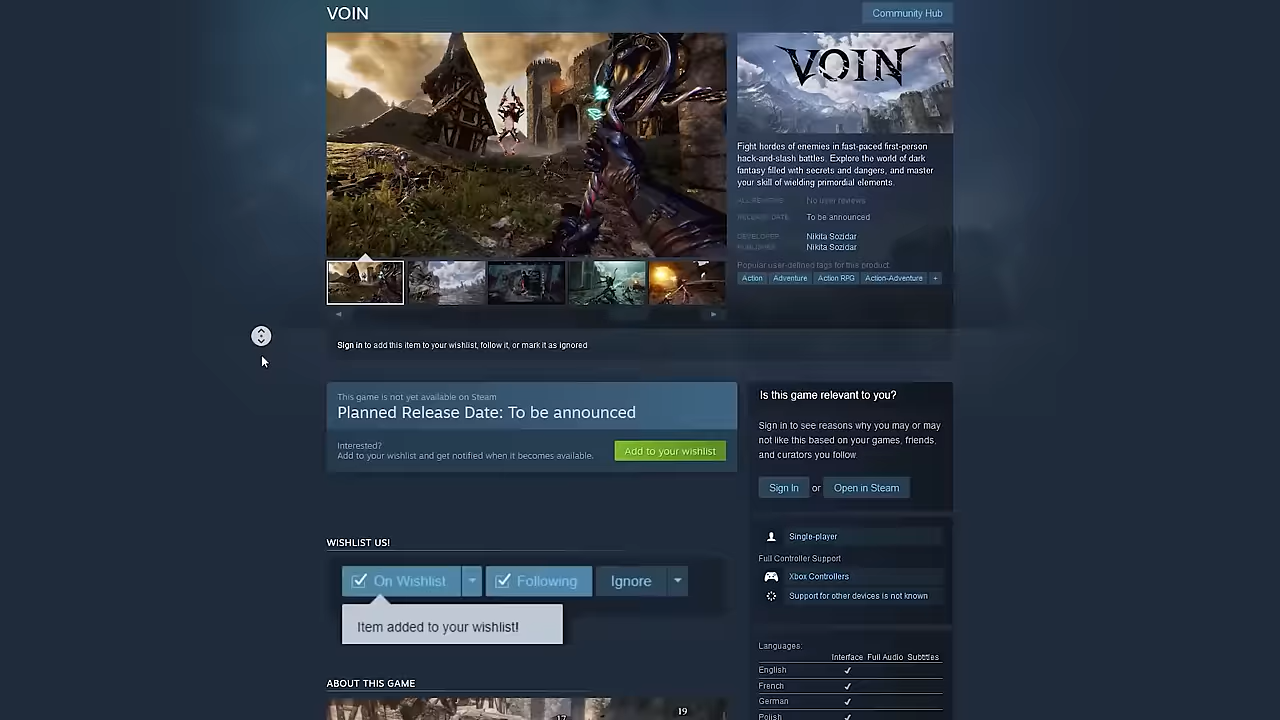 VOIN
Community Hub
VOIN
Fight hordes of enemies in fast-paced first-person
hack-and-slash battles. Explore the world of dark
fantasy filled with secrets and dangers, and master
your skill of wielding primordial elements.
ALL REVIEWS: No user reviews
RELEASE DATE: To be announced
DEVELOPER: Nikita Sozidar
PUBLISHER: Nikita Sozidar
Popular user-defined tags for this product:
Action Adventure Action RPG Action-Adventure +
Sign in to add this item to your wishlist, follow it, or mark it as ignored
This game is not yet available on Steam
Planned Release Date: To be announced
Interested?
Add to your wishlist and get notified when it becomes available.
Add to your wishlist
Is this game relevant to you?
Sign in to see reasons why you may or may
not like this based on your games, friends,
and curators you follow.
Sign In or Open in Steam
WISHLIST US!
On Wishlist Following Ignore
Item added to your wishlist!
Single-player
Full Controller Support
Xbox Controllers
Support for other devices is not known
Languages:
Interface Full Audio Subtitles
English ✓
French ✓
German ✓
Polish ✓
ABOUT THIS GAME
17
19